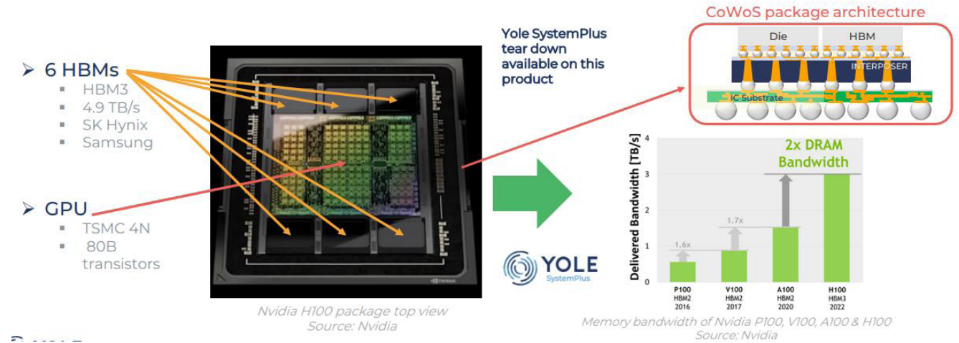 CoWoS package architecture
Die
HBM
INTERPOSER
IC Substrate
Yole SystemPlus
tear down
available on this
product
➢ 6 HBMs
▪ HBM3
▪ 4.9 TB/s
▪ SK Hynix
▪ Samsung
➢ GPU
▪ TSMC 4N
▪ 80B
transistors
Nvidia H100 package top view
Source: Nvidia
YOLE
SystemPlus
2x DRAM
Bandwidth
Delivered Bandwidth [TB/s]
4
3
2
1
0
1.6x
1.7x
P100
HBM2
2016
V100
HBM2
2017
A100
HBM2
2020
H100
HBM3
2022
Memory bandwidth of Nvidia P100, V100, A100 & H100
Source: Nvidia